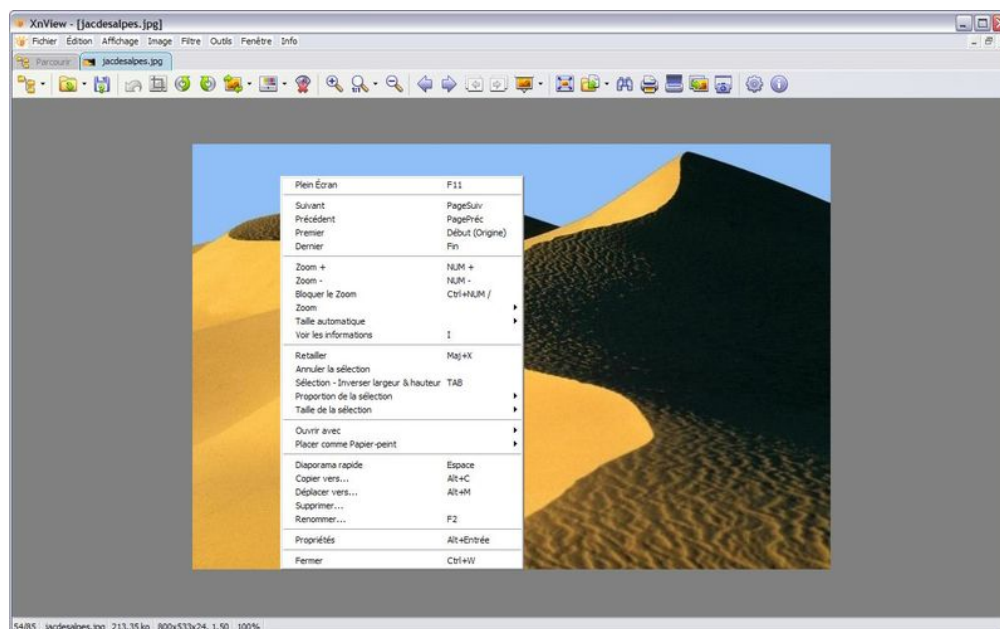 XnView - [jacdesalpes.jpg]
Fichier Édition Affichage Image Filtre Outils Fenêtre Info
Parcourir jacdesalpes.jpg
Plein Écran F11
Suivant PageSuiv
Précédent PagePréc
Premier Début (Origine)
Dernier Fin
Zoom + NUM +
Zoom - NUM -
Bloquer le Zoom Ctrl+NUM /
Zoom
Taille automatique
Voir les informations I
Retailler Maj+X
Annuler la sélection
Sélection - Inverser largeur & hauteur TAB
Proportion de la sélection
Taille de la sélection
Ouvrir avec
Placer comme Papier-peint
Diaporama rapide Espace
Copier vers... Alt+C
Déplacer vers... Alt+M
Supprimer...
Renommer... F2
Propriétés Alt+Entrée
Fermer Ctrl+W
54/85 jacdesalpes.jpg 213.35 ko 800x533x24, 1.50 100%